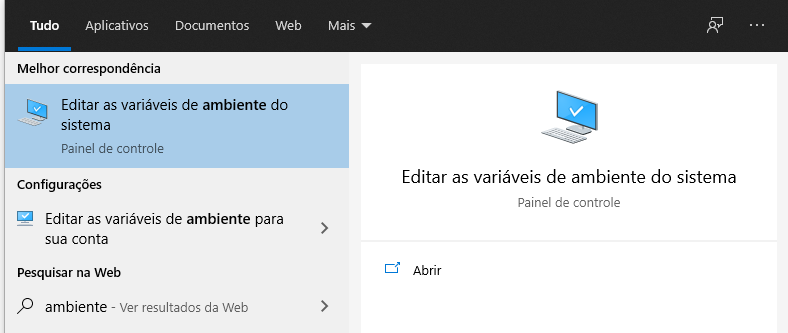 Tudo Aplicativos Documentos Web Mais
Melhor correspondência
Editar as variáveis de ambiente do
sistema
Painel de controle
Configurações
Editar as variáveis de ambiente para
sua conta
Pesquisar na Web
ambiente - Ver resultados da Web
Editar as variáveis de ambiente do sistema
Painel de controle
Abrir